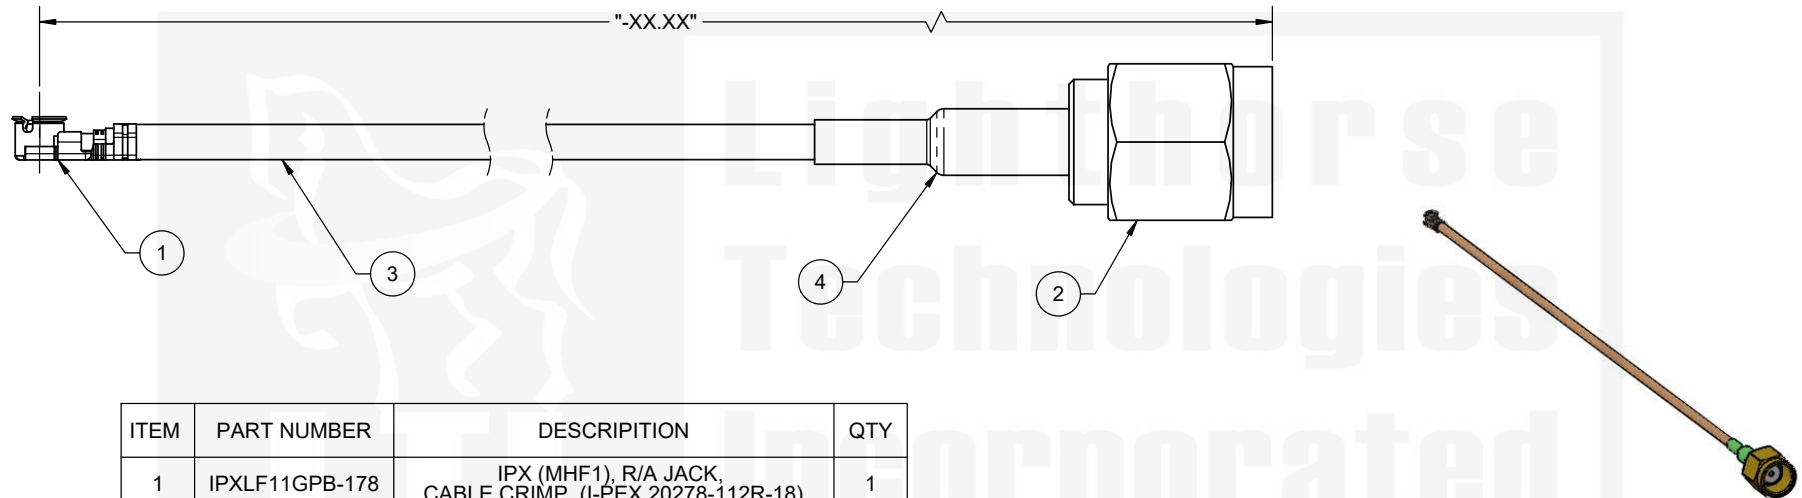 "-XX.XX"
Lighthorse
Technologies
Incorporated
1
3
4
2
ITEM PART NUMBER DESCRIPITION QTY
1 IPXLF11GPB-178 IPX (MHF1), R/A JACK, 1
CABLE CRIMP, (I-PEX 20278-112R-18)